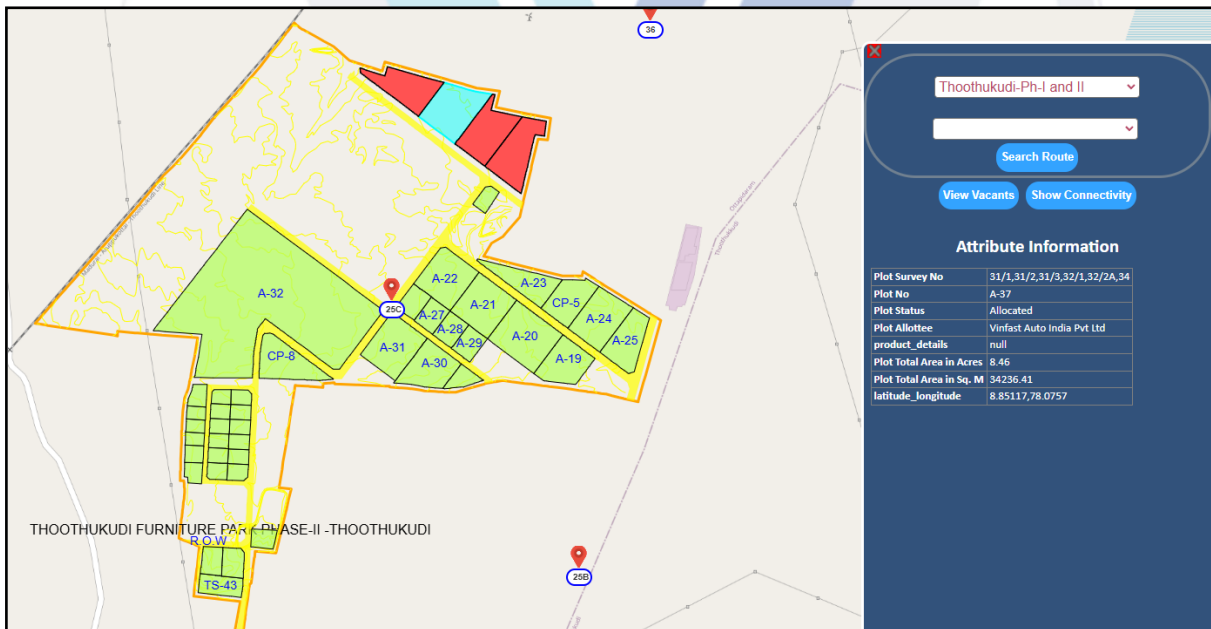 36
Thoothukudi-Ph-I and II
Search Route
View Vacants
Show Connectivity
Attribute Information
Plot Survey No 31/1,31/2,31/3,32/1,32/2A,34
Plot No A-37
Plot Status Allocated
Plot Allottee Vinfast Auto India Pvt Ltd
product_details null
Plot Total Area in Acres 8.46
Plot Total Area in Sq. M 34236.41
latitude_longitude 8.85117,78.0757
Ottapidaram
Thoothukkudi
A-22
A-23
A-32
25C
A-27
A-21
CP-5
A-24
A-28
A-20
A-25
A-29
A-31
A-30
A-19
CP-8
THOOTHUKUDI FURNITURE PARK PHASE-II -THOOTHUKUDI
R.O.W
TS-43
25B